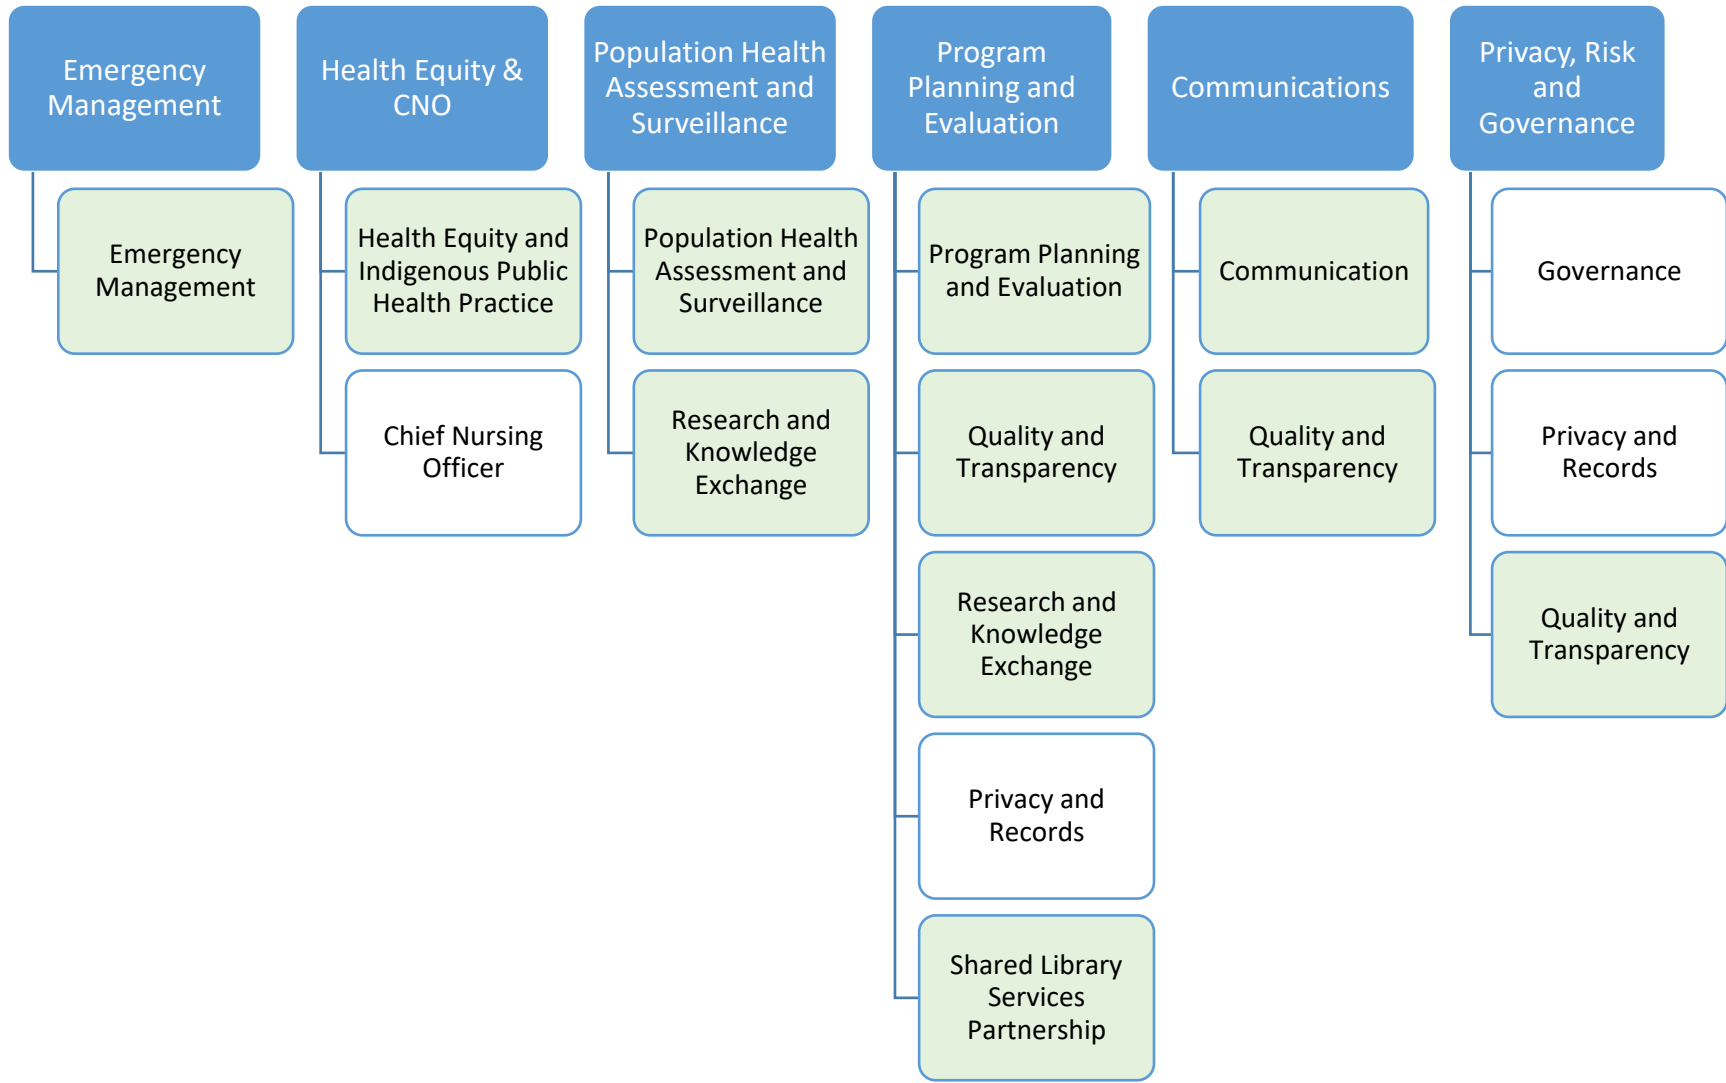 Emergency
Management
Health Equity &
CNO
Population Health
Assessment and
Surveillance
Program
Planning and
Evaluation
Communications
Privacy, Risk
and
Governance
Emergency
Management
Health Equity and
Indigenous Public
Health Practice
Chief Nursing
Officer
Population Health
Assessment and
Surveillance
Research and
Knowledge
Exchange
Program Planning
and Evaluation
Quality and
Transparency
Research and
Knowledge
Exchange
Privacy and
Records
Shared Library
Services
Partnership
Communication
Quality and
Transparency
Governance
Privacy and
Records
Quality and
Transparency